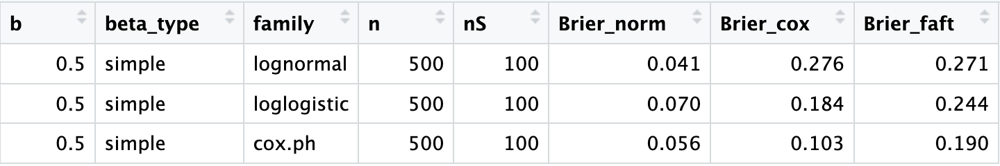 b beta_type family n nS Brier_norm Brier_cox Brier_faft
0.5 simple lognormal 500 100 0.041 0.276 0.271
0.5 simple loglogistic 500 100 0.070 0.184 0.244
0.5 simple cox.ph 500 100 0.056 0.103 0.190